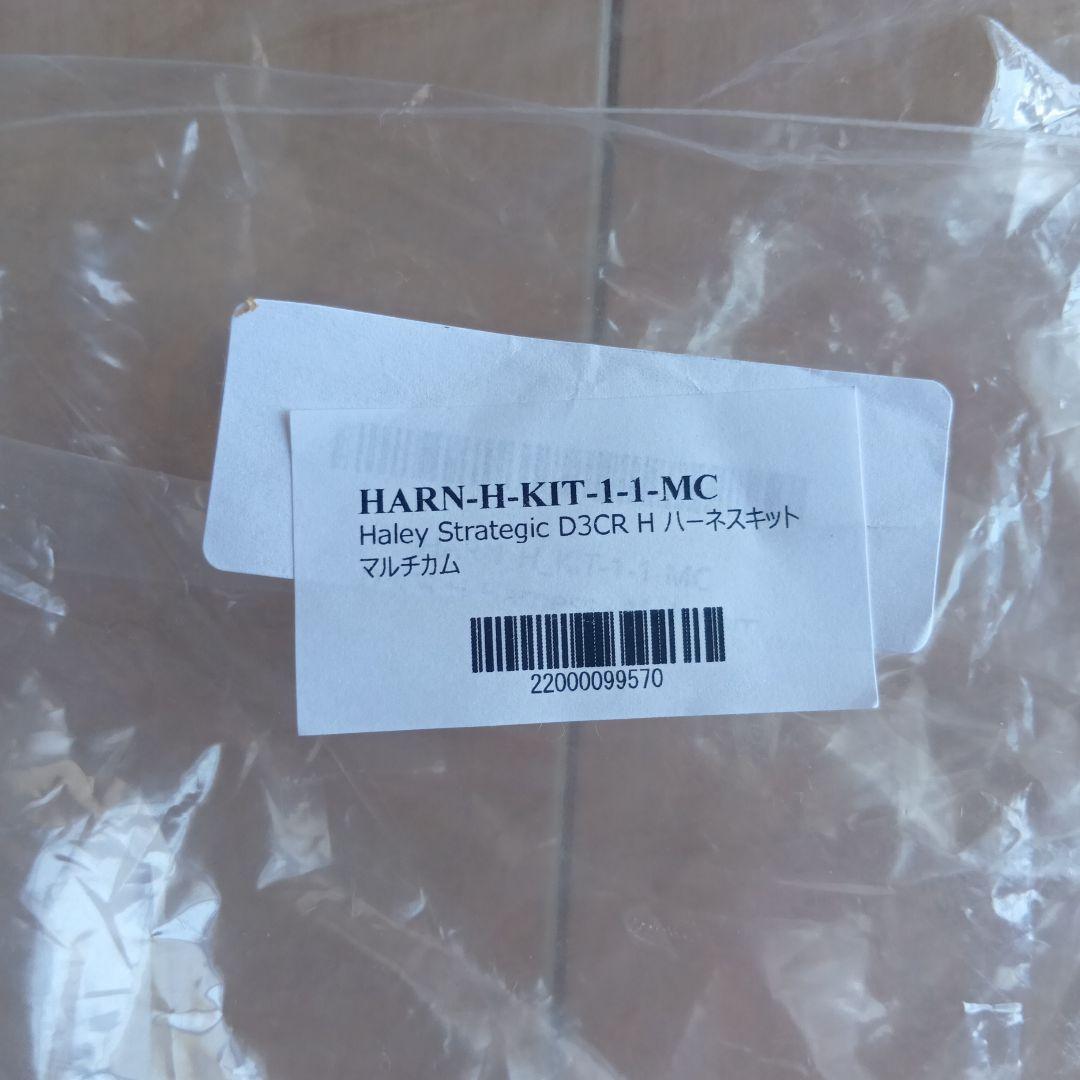 HARN-H-KIT-1-1-MC
Haley Strategic D3CR H ハーネスキット
マルチカム
22000099570